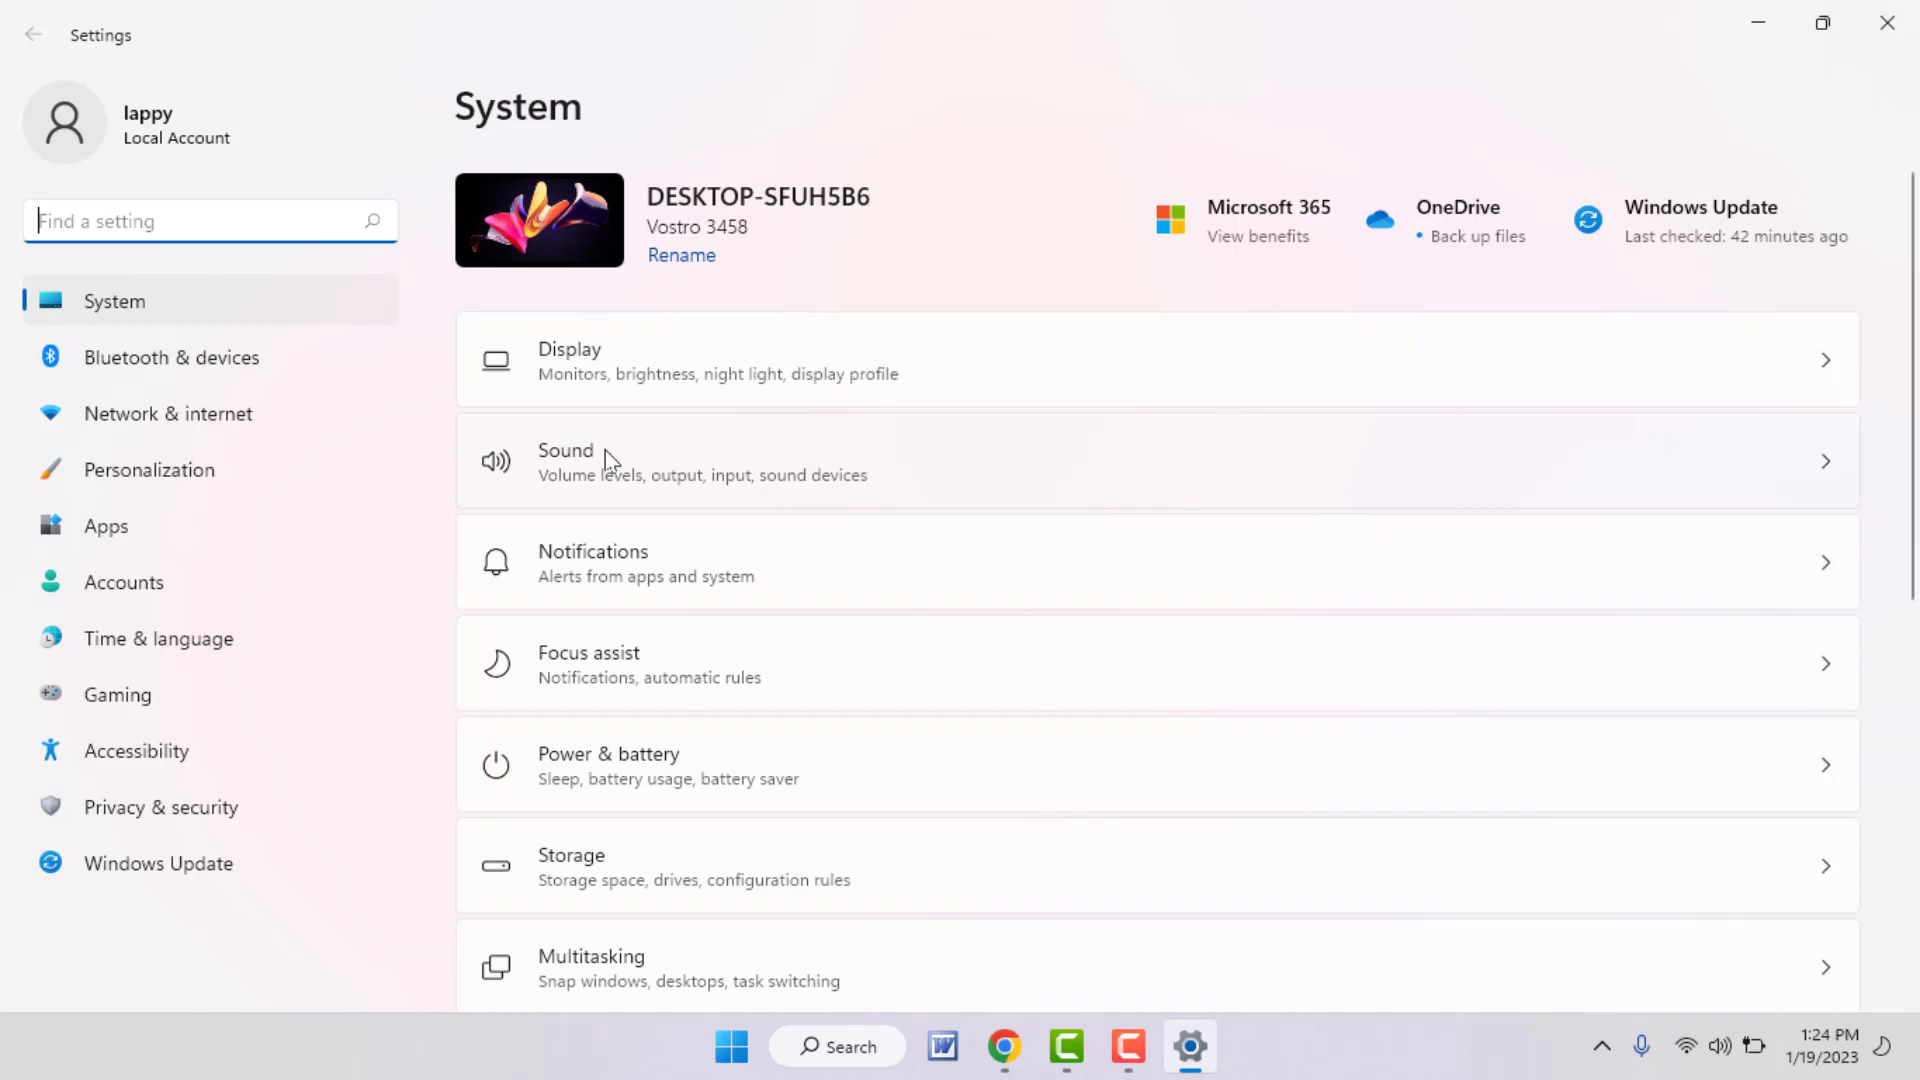 Settings
lappy
Local Account
Find a setting
System
Bluetooth & devices
Network & internet
Personalization
Apps
Accounts
Time & language
Gaming
Accessibility
Privacy & security
Windows Update
System
DESKTOP-SFUH5B6
Vostro 3458
Rename
Microsoft 365
View benefits
OneDrive
• Back up files
Windows Update
Last checked: 42 minutes ago
Display
Monitors, brightness, night light, display profile
Sound
Volume levels, output, input, sound devices
Notifications
Alerts from apps and system
Focus assist
Notifications, automatic rules
Power & battery
Sleep, battery usage, battery saver
Storage
Storage space, drives, configuration rules
Multitasking
Snap windows, desktops, task switching
Search
1:24 PM
1/19/2023